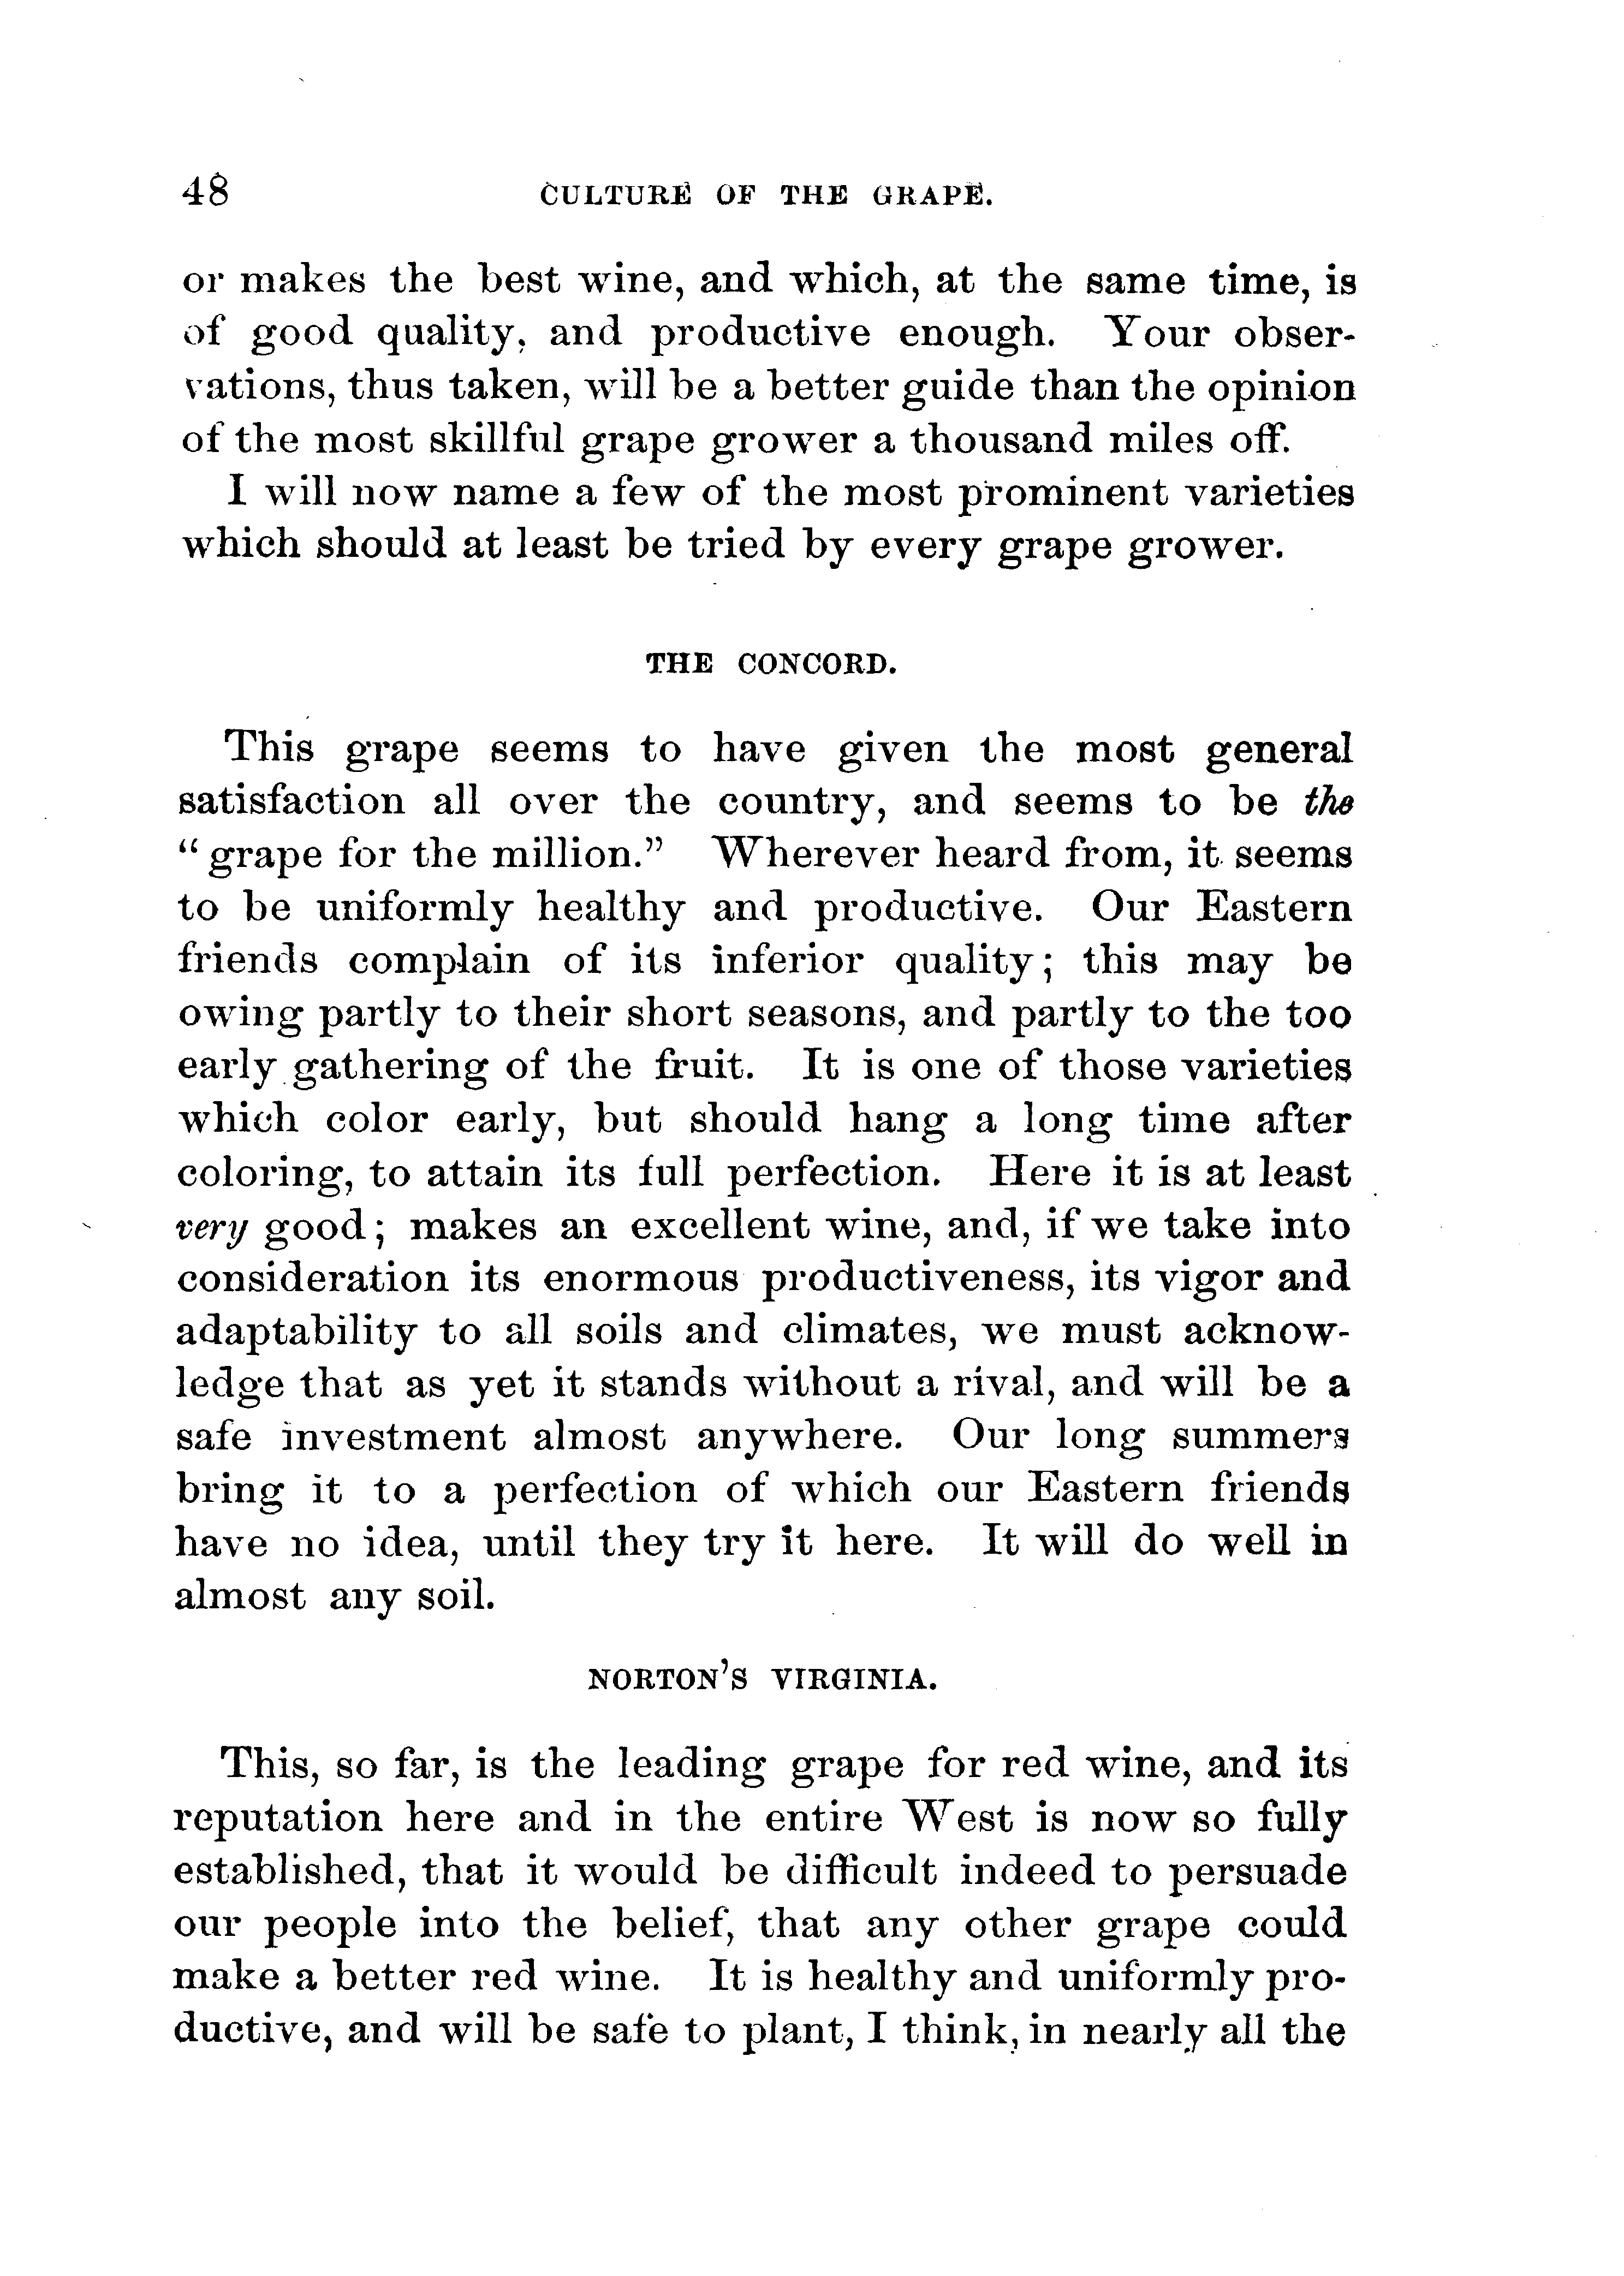 48 CULTURE OF THE GRAPE.
or makes the best wine, and which, at the same time, is
of good quality, and productive enough. Your obser-
vations, thus taken, will be a better guide than the opinion
of the most skillful grape grower a thousand miles off.
I will now name a few of the most prominent varieties
which should at least be tried by every grape grower.
THE CONCORD.
This grape seems to have given the most general
satisfaction all over the country, and seems to be the
“grape for the million.” Wherever heard from, it seems
to be uniformly healthy and productive. Our Eastern
friends complain of its inferior quality; this may be
owing partly to their short seasons, and partly to the too
early gathering of the fruit. It is one of those varieties
which color early, but should hang a long time after
coloring, to attain its full perfection. Here it is at least
very good; makes an excellent wine, and, if we take into
consideration its enormous productiveness, its vigor and
adaptability to all soils and climates, we must acknow-
ledge that as yet it stands without a rival, and will be a
safe investment almost anywhere. Our long summers
bring it to a perfection of which our Eastern friends
have no idea, until they try it here. It will do well in
almost any soil.
NORTON'S VIRGINIA.
This, so far, is the leading grape for red wine, and its
reputation here and in the entire West is now so fully
established, that it would be difficult indeed to persuade
our people into the belief, that any other grape could
make a better red wine. It is healthy and uniformly pro-
ductive, and will be safe to plant, I think, in nearly all the